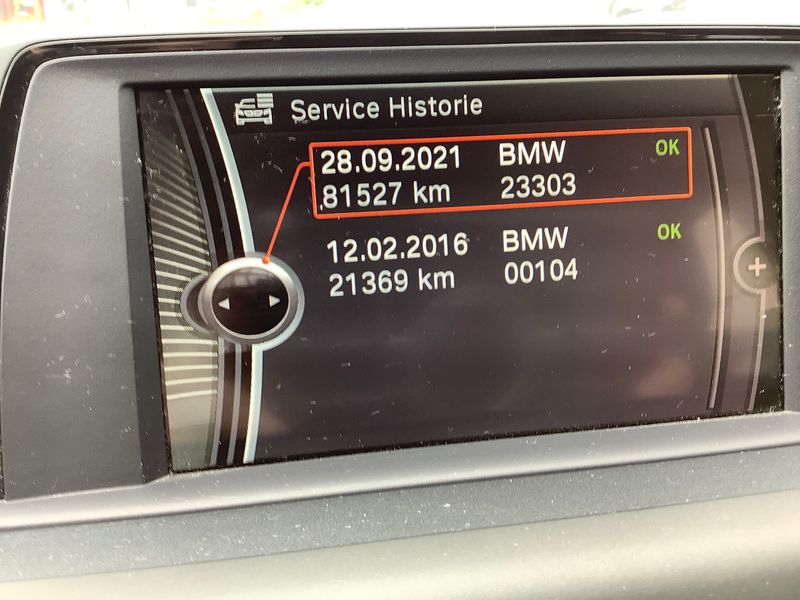 Service Historie
28.09.2021 BMW OK
81527 km 23303
12.02.2016 BMW OK
21369 km 00104
+